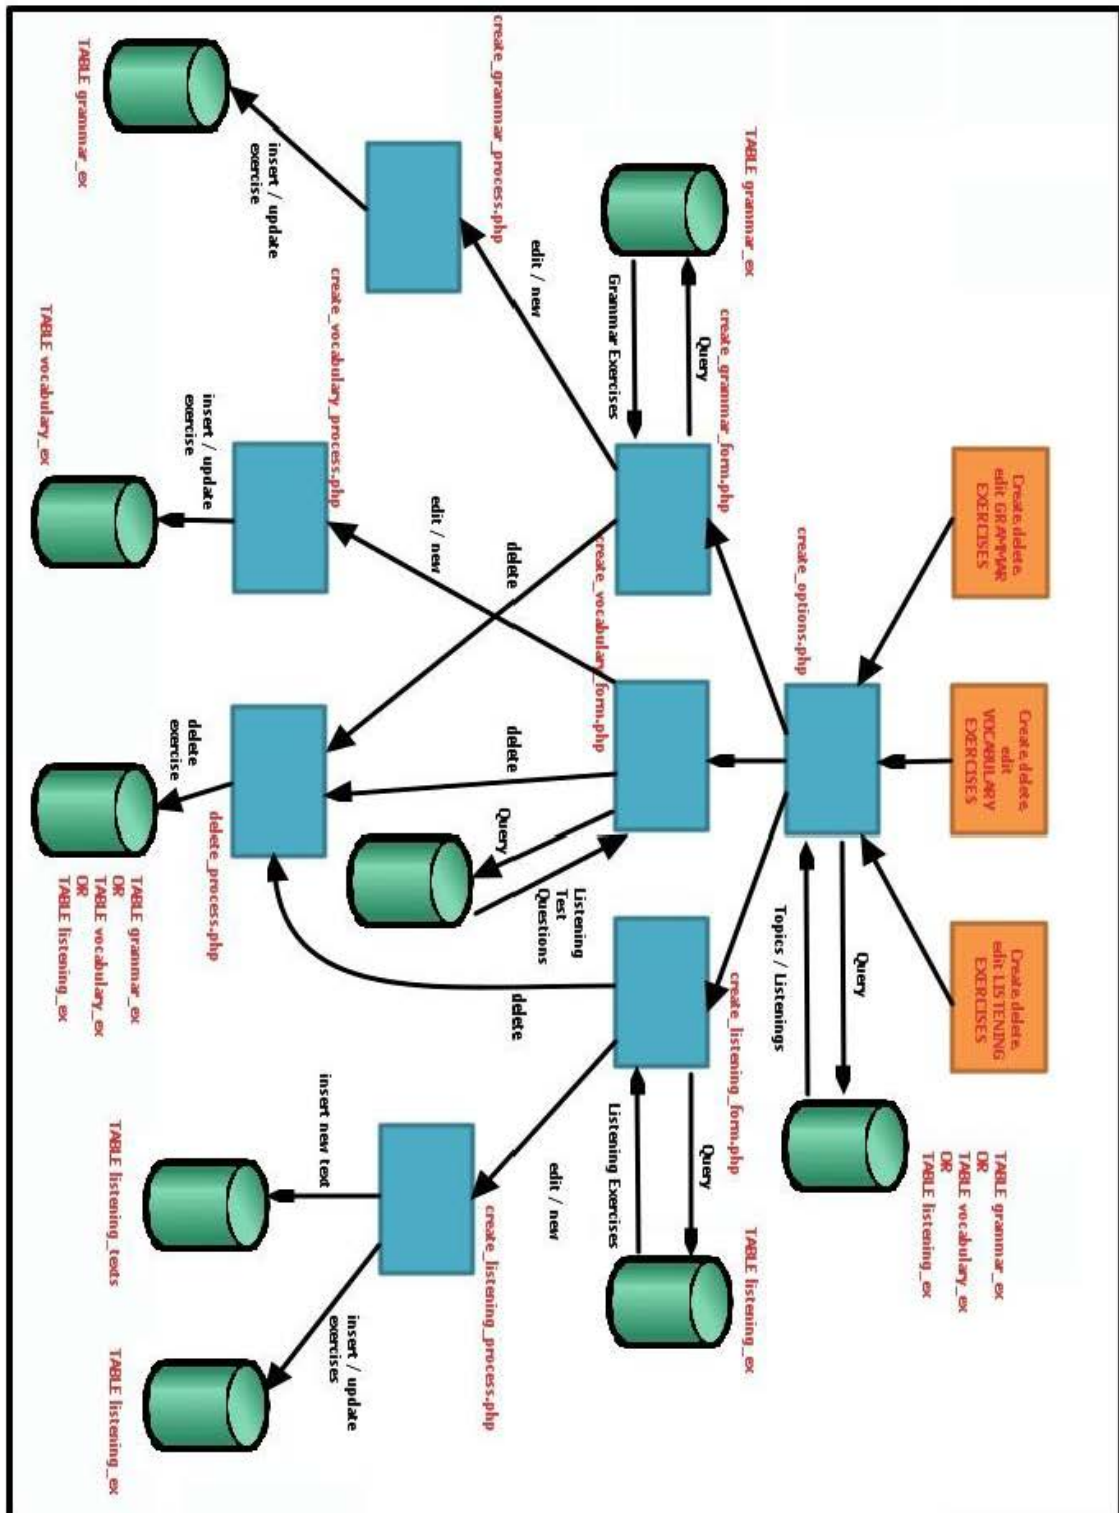 Create, delete,
edit GRAMMAR
EXERCISES
Create, delete,
edit
VOCABULARY
EXERCISES
Create, delete,
edit LISTENING
EXERCISES
create_options.php
Query
Topics / Listenings
TABLE grammar_ex
OR
TABLE vocabulary_ex
OR
TABLE listening_ex
TABLE grammar_ex
create_grammar_form.php
Query
Grammar Exercises
create_vocabulary_form.php
create_listening_form.php
Query
Listening Exercises
TABLE listening_ex
edit / new
delete
edit / new
delete
Query
Listening
Test
Questions
delete
edit / new
create_grammar_process.php
insert / update
exercise
TABLE grammar_ex
create_vocabulary_process.php
insert / update
exercise
TABLE vocabulary_ex
delete_process.php
delete
exercise
TABLE grammar_ex
OR
TABLE vocabulary_ex
OR
TABLE listening_ex
create_listening_process.php
insert new text
TABLE listening_texts
insert / update
exercises
TABLE listening_ex